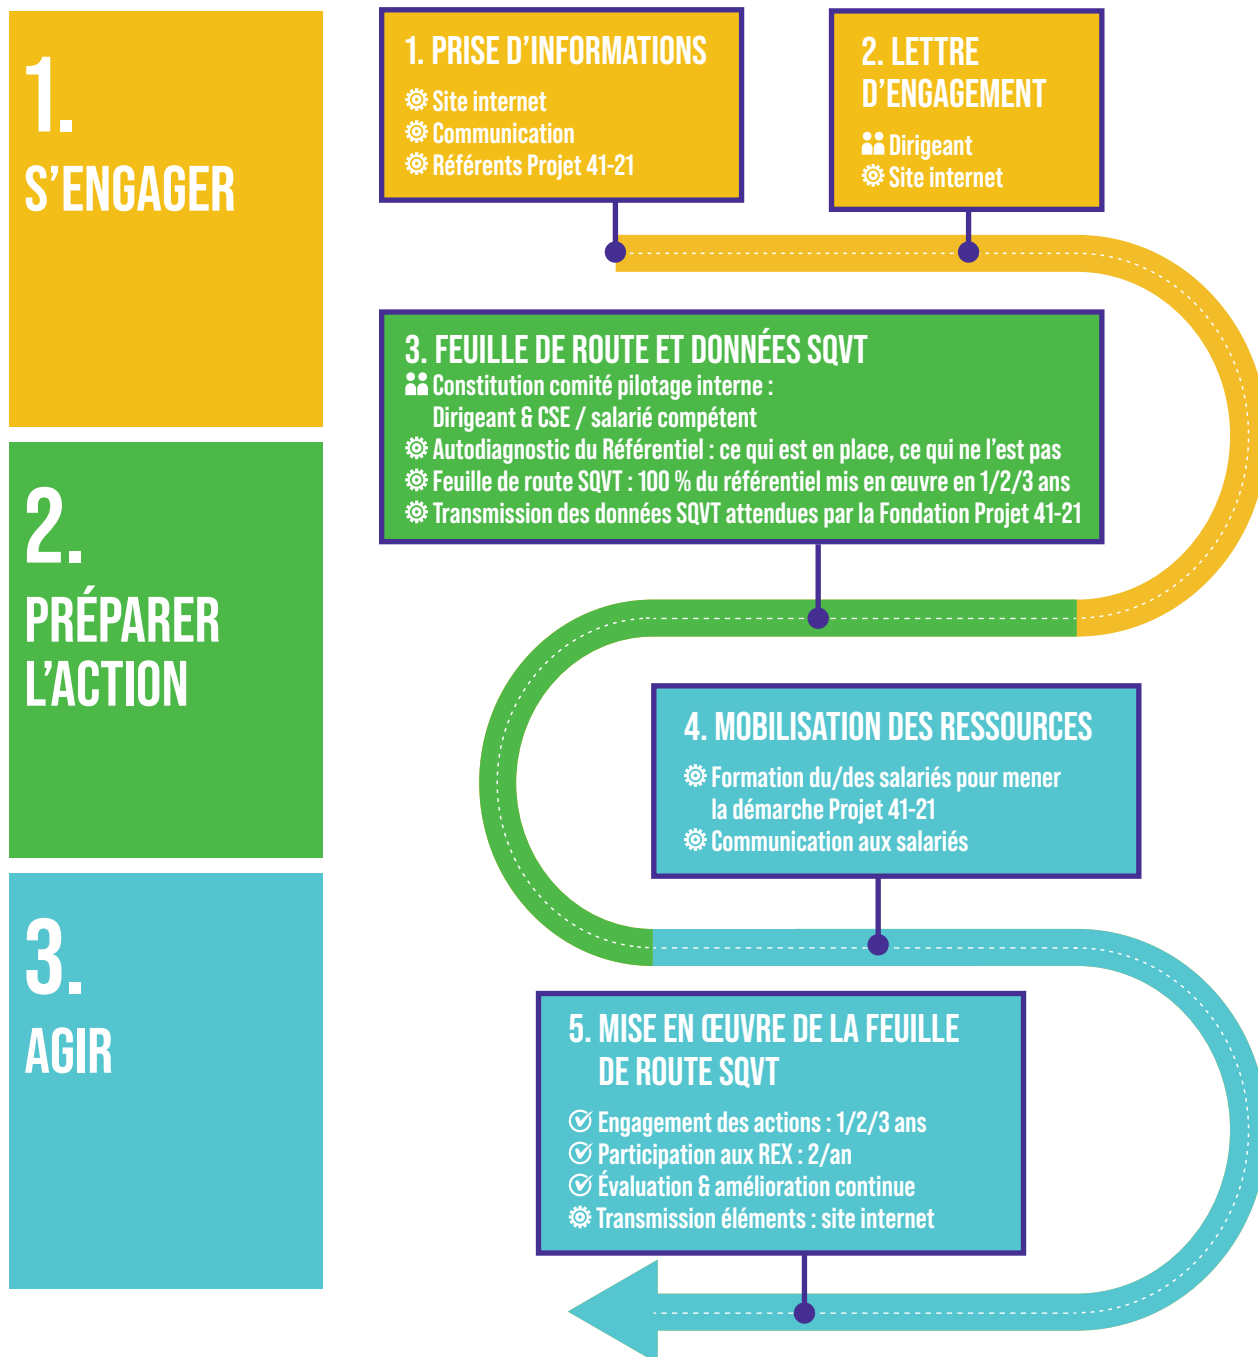 1.
S’ENGAGER
1. PRISE D’INFORMATIONS
Site internet
Communication
Référents Projet 41-21
2. LETTRE
D’ENGAGEMENT
Dirigeant
Site internet
2.
PRÉPARER
L’ACTION
3. FEUILLE DE ROUTE ET DONNÉES SQVT
Constitution comité pilotage interne :
Dirigeant & CSE / salarié compétent
Autodiagnostic du Référentiel : ce qui est en place, ce qui ne l’est pas
Feuille de route SQVT : 100 % du référentiel mis en œuvre en 1/2/3 ans
Transmission des données SQVT attendues par la Fondation Projet 41-21
3.
AGIR
4. MOBILISATION DES RESSOURCES
Formation du/des salariés pour mener
la démarche Projet 41-21
Communication aux salariés
5. MISE EN ŒUVRE DE LA FEUILLE
DE ROUTE SQVT
Engagement des actions : 1/2/3 ans
Participation aux REX : 2/an
Évaluation & amélioration continue
Transmission éléments : site internet